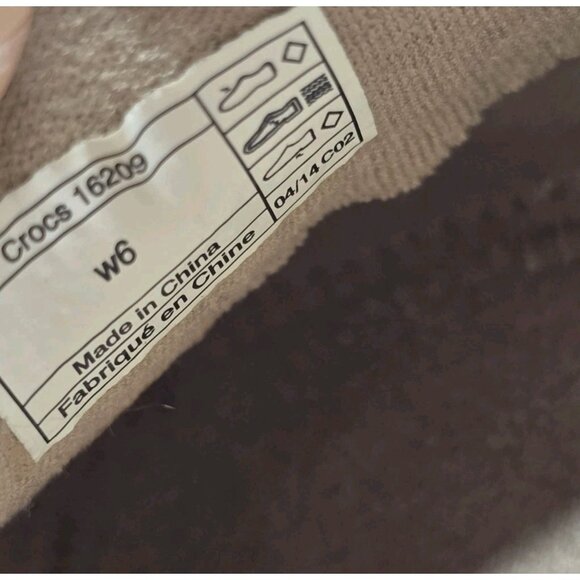 Crocs 16209
w6
Made in China
Fabriqué en Chine
04/14 C02